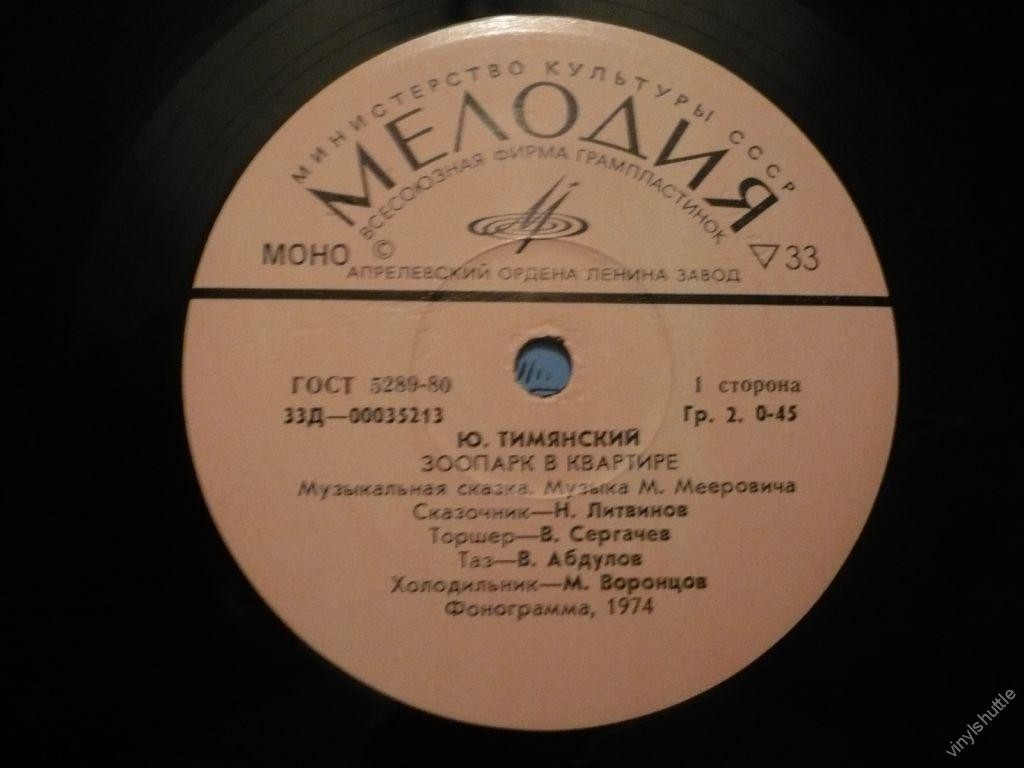 МИНИСТЕРСТВО КУЛЬТУРЫ СССР
МЕЛОДИЯ
ВСЕСОЮЗНАЯ ФИРМА ГРАМПЛАСТИНОК
МОНО © 33
АПРЕЛЕВСКИЙ ОРДЕНА ЛЕНИНА ЗАВОД
ГОСТ 5289-80 1 сторона
33Д—00035213 Гр. 2. 0-45
Ю. ТИМЯНСКИЙ
ЗООПАРК В КВАРТИРЕ
Музыкальная сказка. Музыка М. Мееровича
Сказочник—Н. Литвинов
Торшер—В. Сергачев
Таз—В. Абдулов
Холодильник—М. Воронцов
Фонограмма, 1974
vinylshuttle